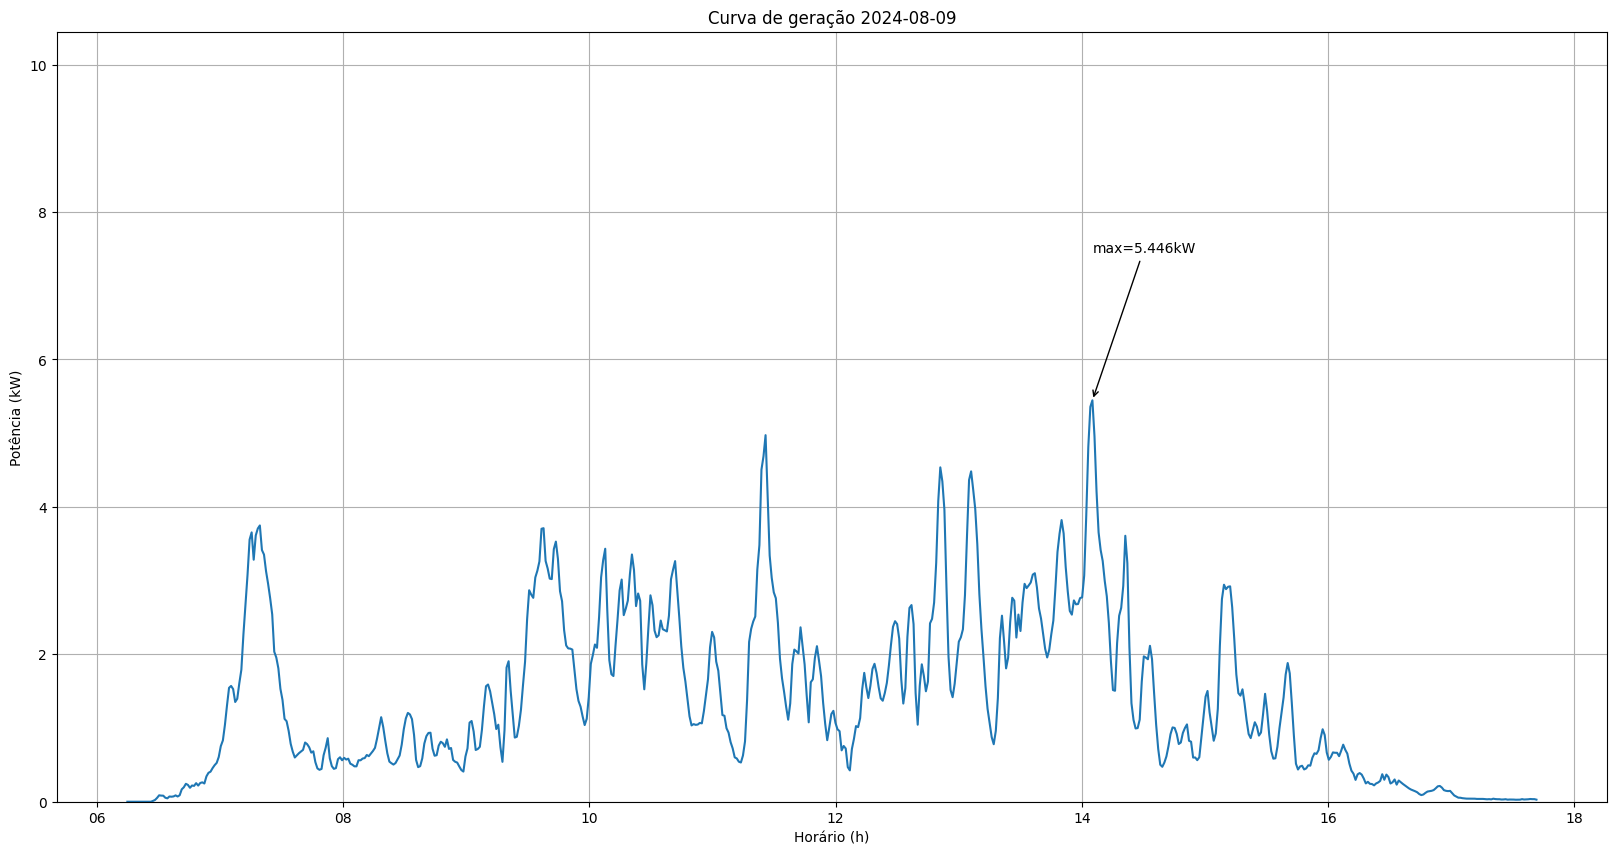 Curva de geração 2024-08-09
10
8
max=5.446kW
6
Potência (kW)
4
2
0
06 08 10 12 14 16 18
Horário (h)